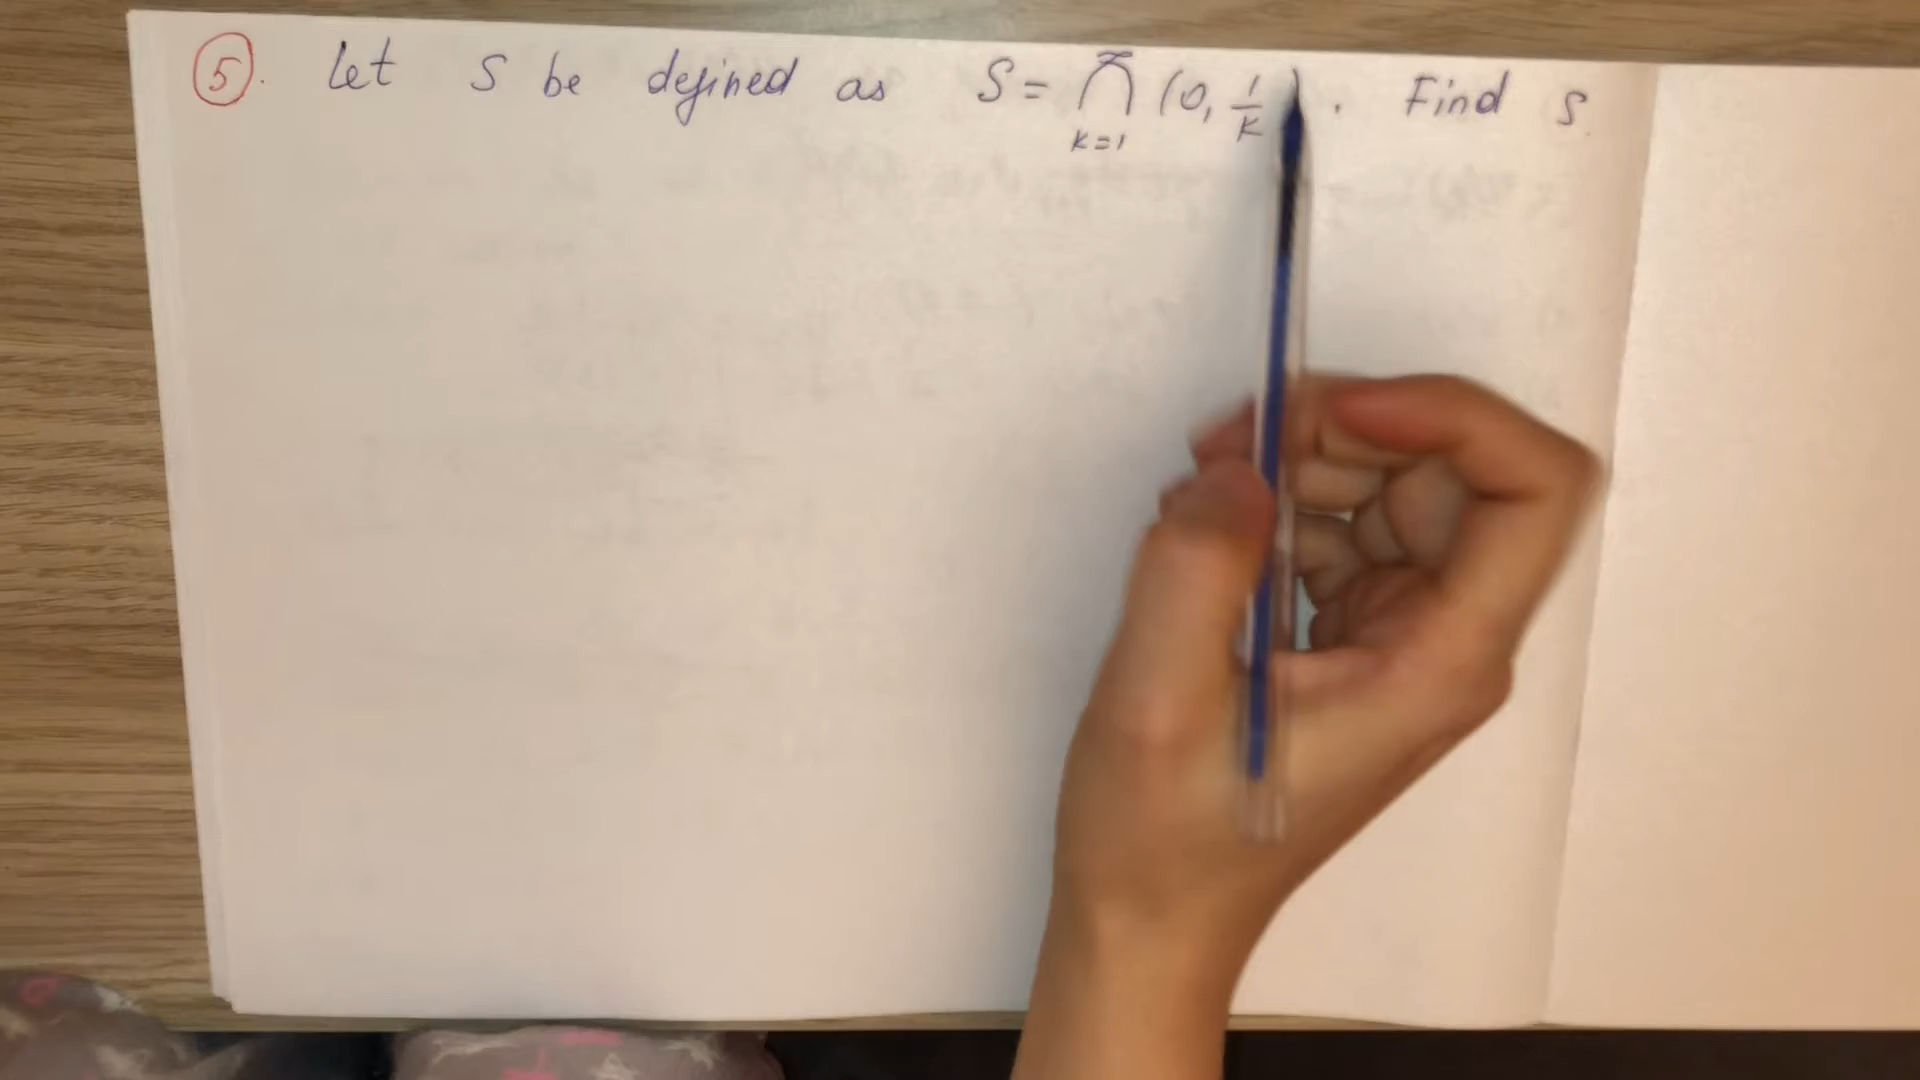 5. Let S be defined as S = ∞⋂k=1 (0, 1/k). Find S.